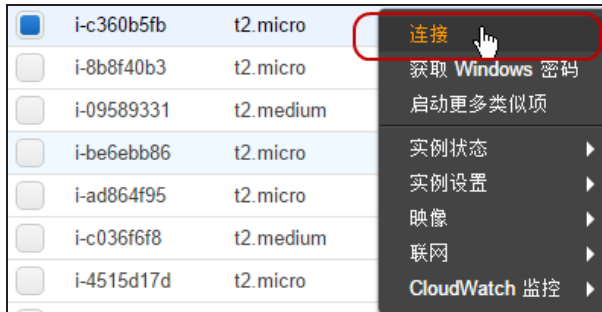 i-c360b5fb t2.micro
i-8b8f40b3 t2.micro
i-09589331 t2.medium
i-be6ebb86 t2.micro
i-ad864f95 t2.micro
i-c036f6f8 t2.medium
i-4515d17d t2.micro
连接
获取 Windows 密码
启动更多类似项
实例状态
实例设置
映像
联网
CloudWatch 监控